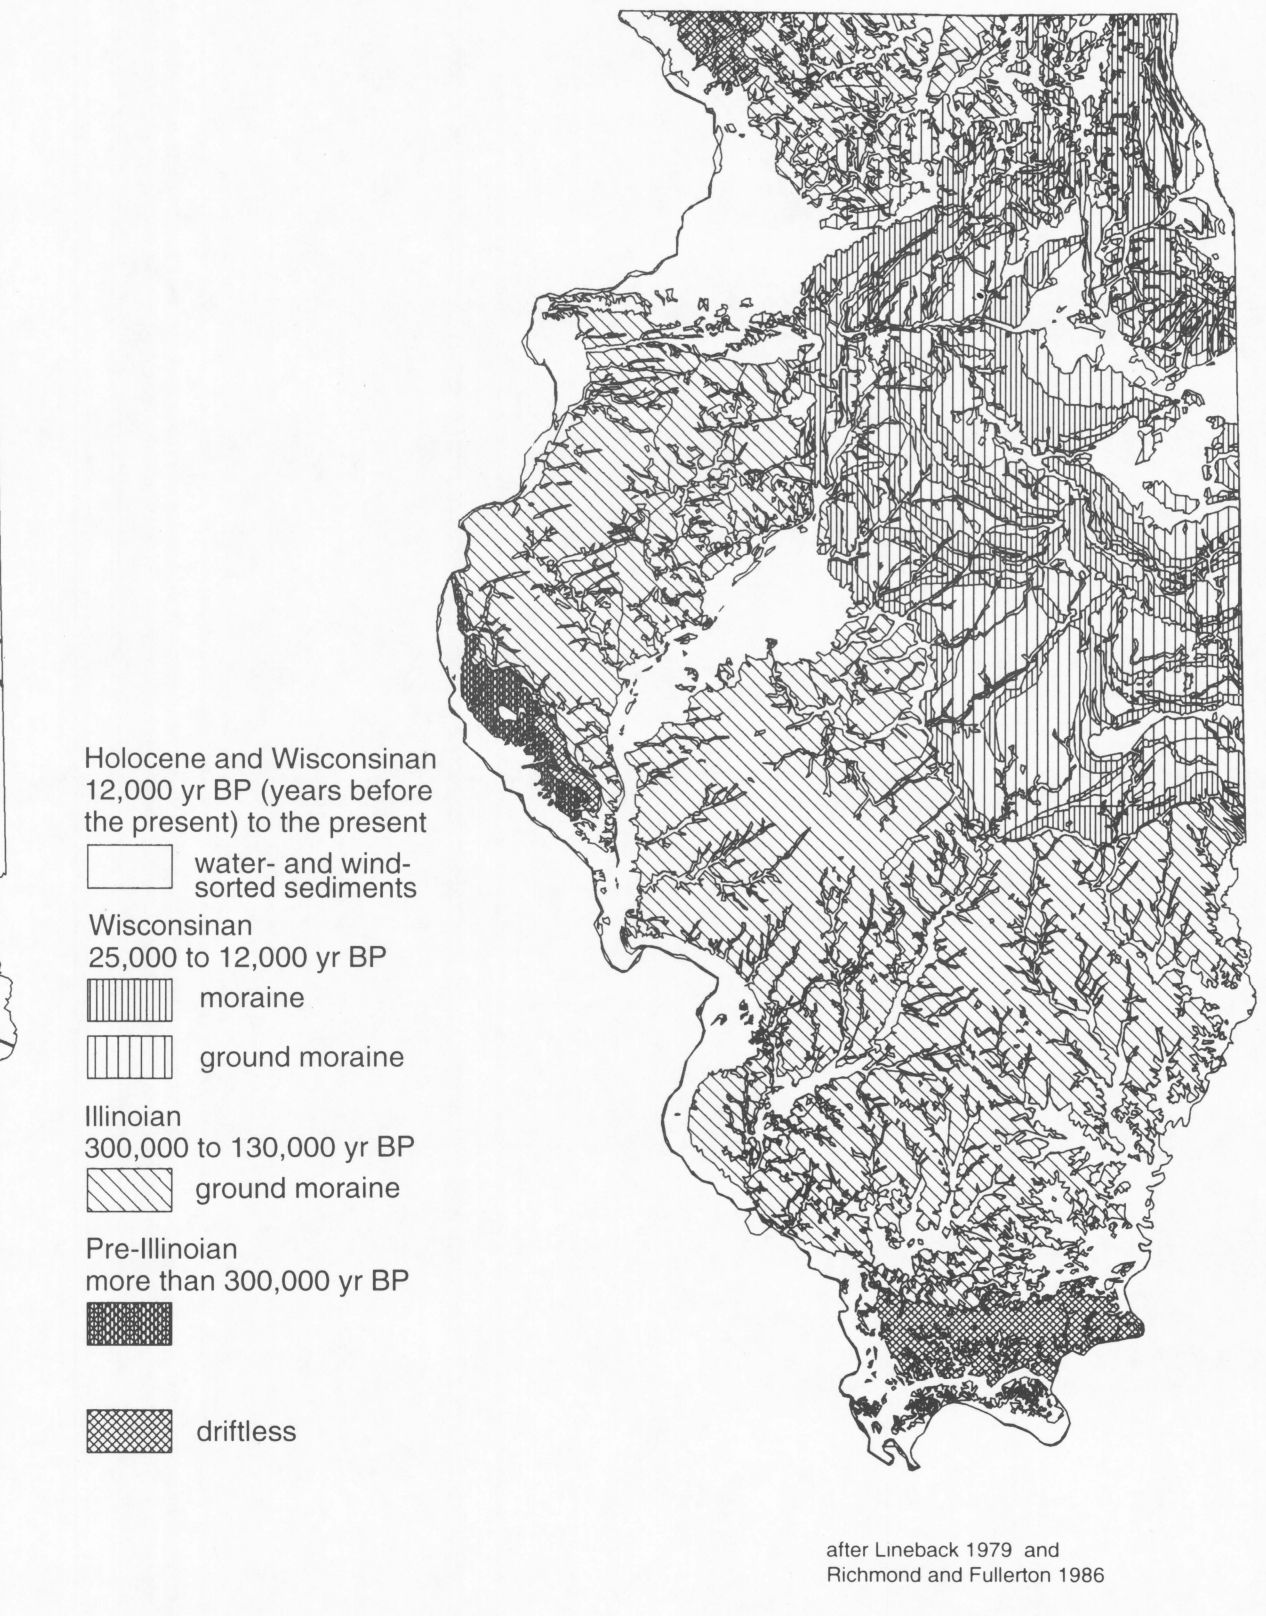 Holocene and Wisconsinan
12,000 yr BP (years before
the present) to the present
water- and wind-
sorted sediments
Wisconsinan
25,000 to 12,000 yr BP
moraine
ground moraine
Illinoian
300,000 to 130,000 yr BP
ground moraine
Pre-Illinoian
more than 300,000 yr BP
driftless
after Lineback 1979 and
Richmond and Fullerton 1986